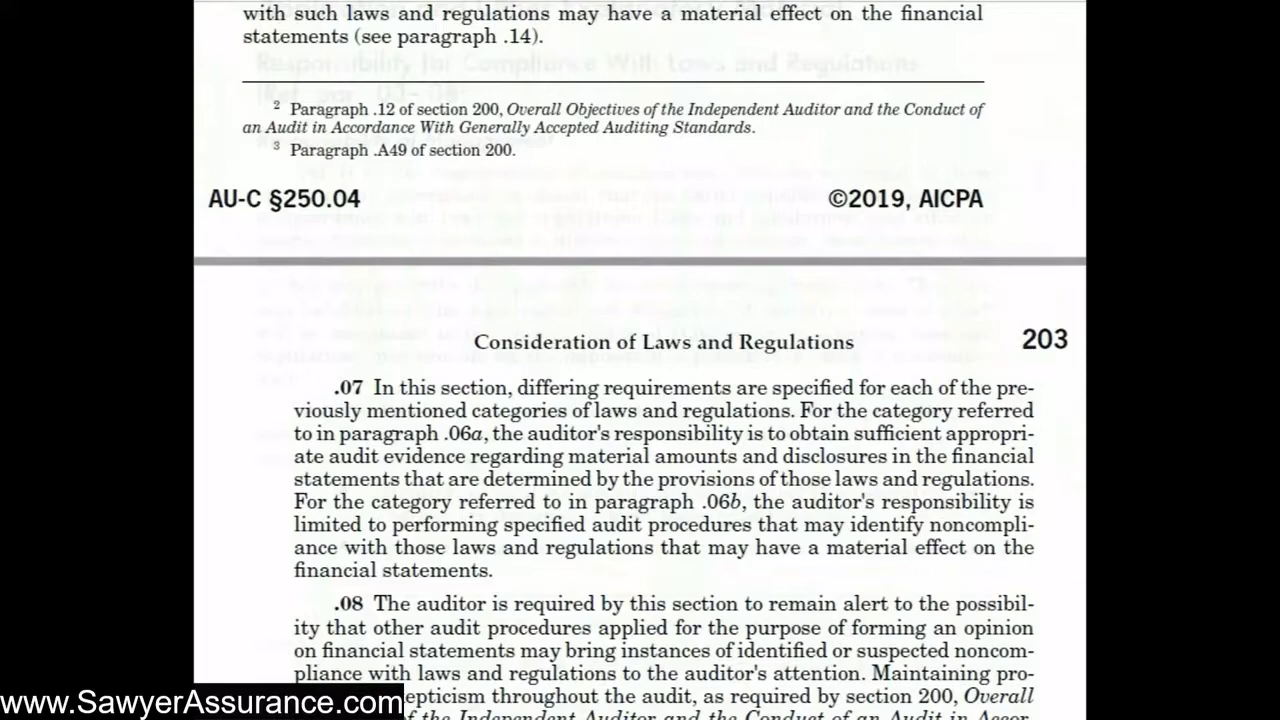 with such laws and regulations may have a material effect on the financial
statements (see paragraph .14).
2 Paragraph .12 of section 200, Overall Objectives of the Independent Auditor and the Conduct of
an Audit in Accordance With Generally Accepted Auditing Standards.
3 Paragraph .A49 of section 200.
AU-C §250.04 ©2019, AICPA
Consideration of Laws and Regulations 203
.07 In this section, differing requirements are specified for each of the pre-
viously mentioned categories of laws and regulations. For the category referred
to in paragraph .06a, the auditor's responsibility is to obtain sufficient appropri-
ate audit evidence regarding material amounts and disclosures in the financial
statements that are determined by the provisions of those laws and regulations.
For the category referred to in paragraph .06b, the auditor's responsibility is
limited to performing specified audit procedures that may identify noncompli-
ance with those laws and regulations that may have a material effect on the
financial statements.
.08 The auditor is required by this section to remain alert to the possibil-
ity that other audit procedures applied for the purpose of forming an opinion
on financial statements may bring instances of identified or suspected noncom-
pliance with laws and regulations to the auditor's attention. Maintaining pro-
epticism throughout the audit, as required by section 200, Overall
f the Independent Auditor and the Conduct of an Audit in Accor-
www.SawyerAssurance.com